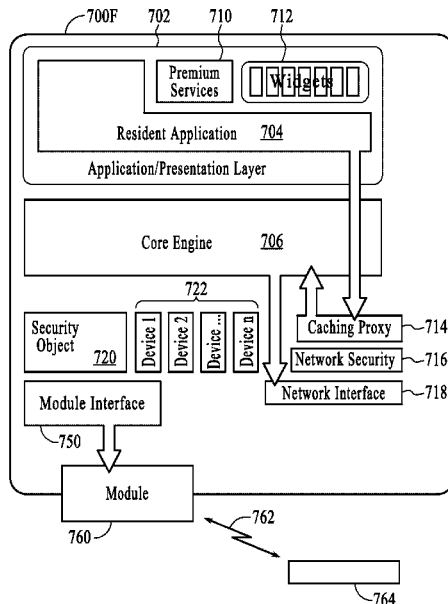 700F
702
710
712
Premium
Services
Widgets
Resident Application 704
Application/Presentation Layer
Core Engine 706
722
Security
Object
720
Device 1
Device 2
Device ...
Device n
Caching Proxy
714
Network Security
716
Network Interface
718
Module Interface
750
Module
760
762
764